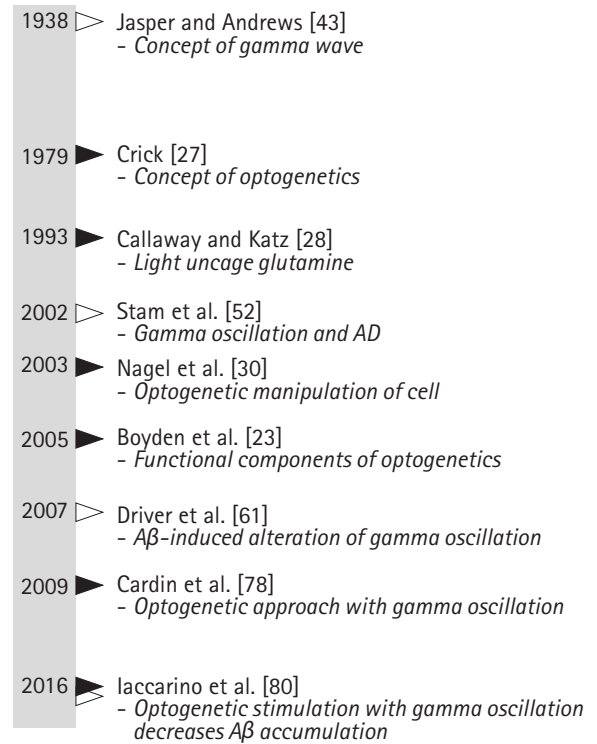 1938 Jasper and Andrews [43]
- Concept of gamma wave
1979 Crick [27]
- Concept of optogenetics
1993 Callaway and Katz [28]
- Light uncage glutamine
2002 Stam et al. [52]
- Gamma oscillation and AD
2003 Nagel et al. [30]
- Optogenetic manipulation of cell
2005 Boyden et al. [23]
- Functional components of optogenetics
2007 Driver et al. [61]
- Aβ-induced alteration of gamma oscillation
2009 Cardin et al. [78]
- Optogenetic approach with gamma oscillation
2016 Iaccarino et al. [80]
- Optogenetic stimulation with gamma oscillation
decreases Aβ accumulation